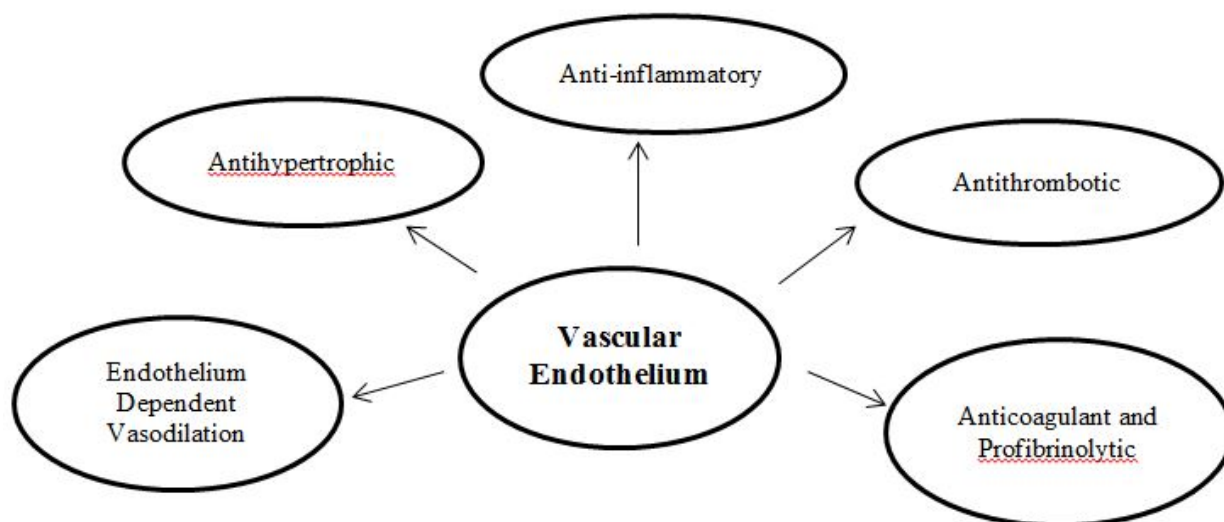 Anti-inflammatory
Antihypertrophic
Antithrombotic
Vascular
Endothelium
Endothelium
Dependent
Vasodilation
Anticoagulant and
Profibrinolytic